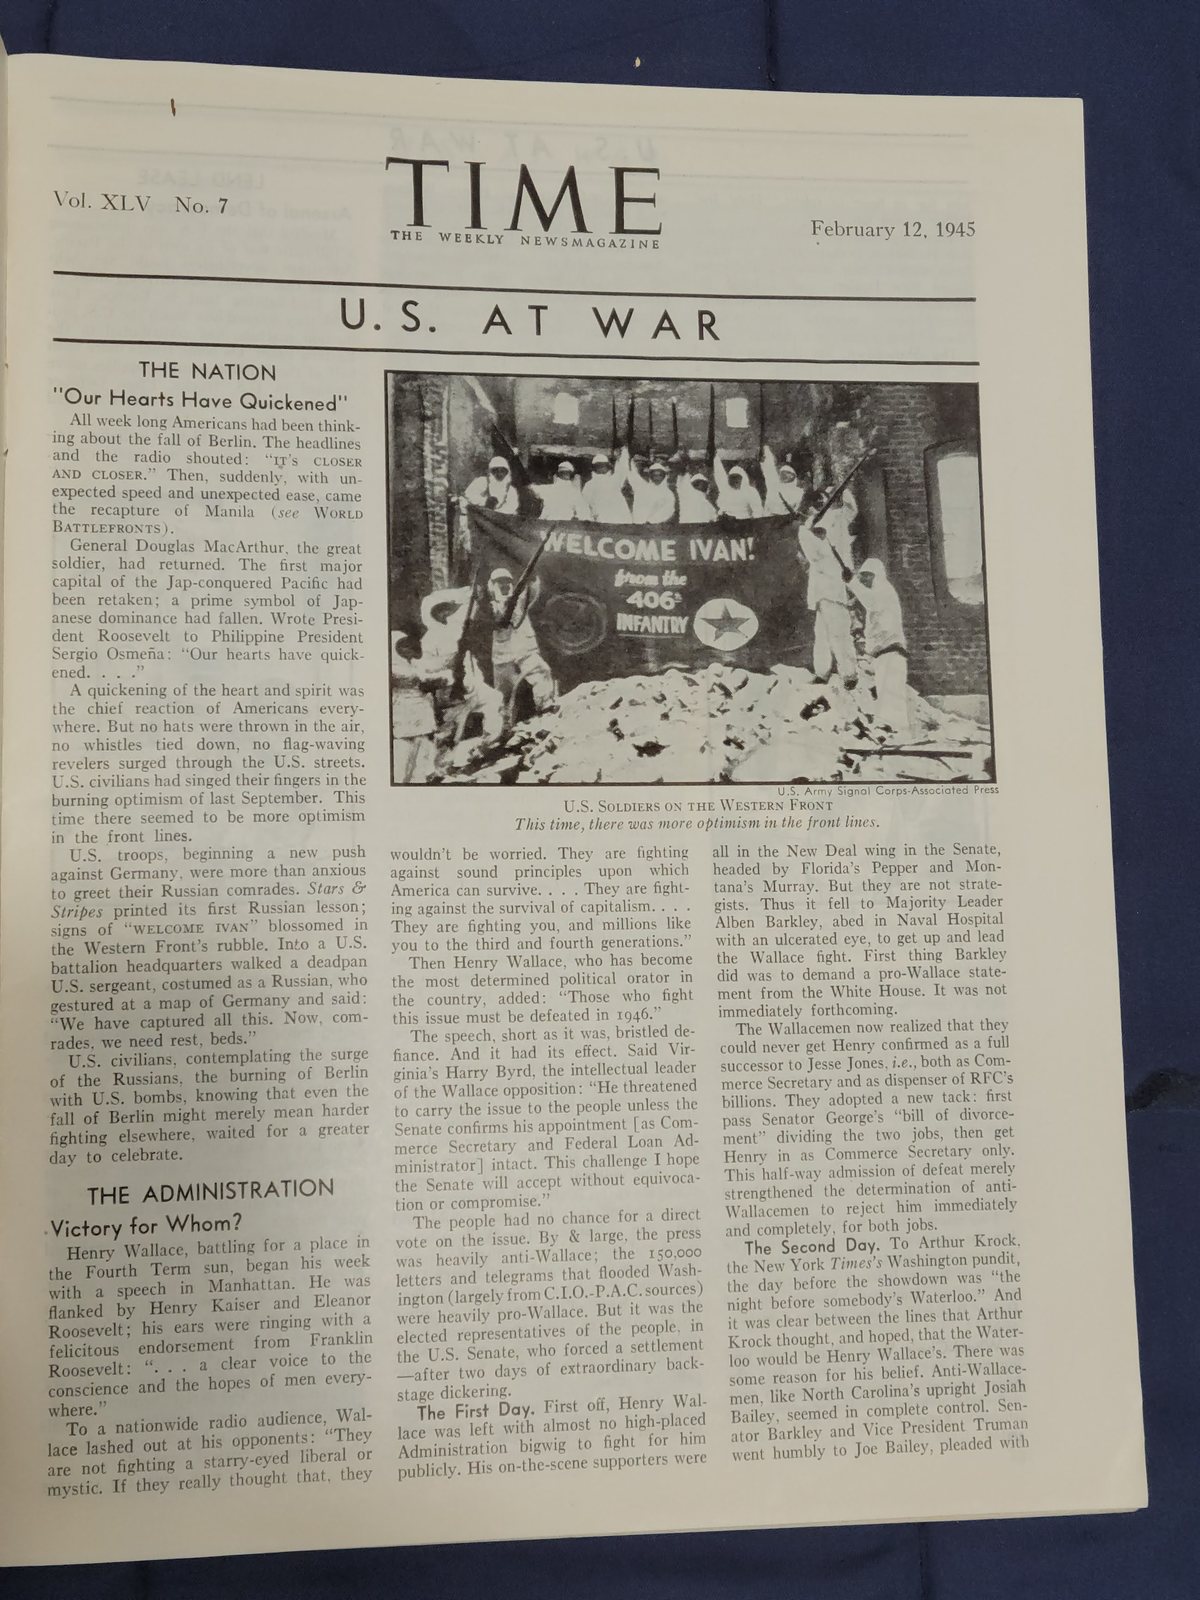 Vol. XLV No. 7
TIME
THE WEEKLY NEWSMAGAZINE
February 12, 1945
U.S. AT WAR
THE NATION
"Our Hearts Have Quickened"
All week long Americans had been think-
ing about the fall of Berlin. The headlines
and the radio shouted: "IT'S CLOSER
AND CLOSER." Then, suddenly, with un-
expected speed and unexpected ease, came
the recapture of Manila (see WORLD
BATTLEFRONTS).
General Douglas MacArthur, the great
soldier, had returned. The first major
capital of the Jap-conquered Pacific had
been retaken; a prime symbol of Jap-
anese dominance had fallen. Wrote Presi-
dent Roosevelt to Philippine President
Sergio Osmeña: "Our hearts have quick-
ened. . . ."
A quickening of the heart and spirit was
the chief reaction of Americans every-
where. But no hats were thrown in the air,
no whistles tied down, no flag-waving
revelers surged through the U.S. streets.
U.S. civilians had singed their fingers in the
burning optimism of last September. This
time there seemed to be more optimism
in the front lines.
U.S. troops, beginning a new push
against Germany, were more than anxious
to greet their Russian comrades. Stars &
Stripes printed its first Russian lesson;
signs of "WELCOME IVAN" blossomed in
the Western Front's rubble. Into a U.S.
battalion headquarters walked a deadpan
U.S. sergeant, costumed as a Russian, who
gestured at a map of Germany and said:
"We have captured all this. Now, com-
rades, we need rest, beds."
U.S. civilians, contemplating the surge
of the Russians, the burning of Berlin
with U.S. bombs, knowing that even the
fall of Berlin might merely mean harder
fighting elsewhere, waited for a greater
day to celebrate.
THE ADMINISTRATION
Victory for Whom?
Henry Wallace, battling for a place in
the Fourth Term sun, began his week
with a speech in Manhattan. He was
flanked by Henry Kaiser and Eleanor
Roosevelt; his ears were ringing with a
felicitous endorsement from Franklin
Roosevelt: ". . . a clear voice to the
conscience and the hopes of men every-
where."
To a nationwide radio audience, Wal-
lace lashed out at his opponents: "They
are not fighting a starry-eyed liberal or
mystic. If they really thought that, they
WELCOME IVAN!
from the
406th
INFANTRY
U.S. Army Signal Corps-Associated Press
U.S. SOLDIERS ON THE WESTERN FRONT
This time, there was more optimism in the front lines.
wouldn't be worried. They are fighting
against sound principles upon which
America can survive. . . . They are fight-
ing against the survival of capitalism. . . .
They are fighting you, and millions like
you to the third and fourth generations."
Then Henry Wallace, who has become
the most determined political orator in
the country, added: "Those who fight
this issue must be defeated in 1946."
The speech, short as it was, bristled de-
fiance. And it had its effect. Said Vir-
ginia's Harry Byrd, the intellectual leader
of the Wallace opposition: "He threatened
to carry the issue to the people unless the
Senate confirms his appointment [as Com-
merce Secretary and Federal Loan Ad-
ministrator] intact. This challenge I hope
the Senate will accept without equivoca-
tion or compromise."
The people had no chance for a direct
vote on the issue. By & large, the press
was heavily anti-Wallace; the 150,000
letters and telegrams that flooded Wash-
ington (largely from C.I.O.-P.A.C. sources)
were heavily pro-Wallace. But it was the
elected representatives of the people, in
the U.S. Senate, who forced a settlement
—after two days of extraordinary back-
stage dickering.
The First Day. First off, Henry Wal-
lace was left with almost no high-placed
Administration bigwig to fight for him
publicly. His on-the-scene supporters were
all in the New Deal wing in the Senate,
headed by Florida's Pepper and Mon-
tana's Murray. But they are not strate-
gists. Thus it fell to Majority Leader
Alben Barkley, abed in Naval Hospital
with an ulcerated eye, to get up and lead
the Wallace fight. First thing Barkley
did was to demand a pro-Wallace state-
ment from the White House. It was not
immediately forthcoming.
The Wallacemen now realized that they
could never get Henry confirmed as a full
successor to Jesse Jones, i.e., both as Com-
merce Secretary and as dispenser of RFC's
billions. They adopted a new tack: first
pass Senator George's "bill of divorce-
ment" dividing the two jobs, then get
Henry in as Commerce Secretary only.
This half-way admission of defeat merely
strengthened the determination of anti-
Wallacemen to reject him immediately
and completely, for both jobs.
The Second Day. To Arthur Krock,
the New York Times's Washington pundit,
the day before the showdown was "the
night before somebody's Waterloo." And
it was clear between the lines that Arthur
Krock thought, and hoped, that the Water-
loo would be Henry Wallace's. There was
some reason for his belief. Anti-Wallace-
men, like North Carolina's upright Josiah
Bailey, seemed in complete control. Sen-
ator Barkley and Vice President Truman
went humbly to Joe Bailey, pleaded with